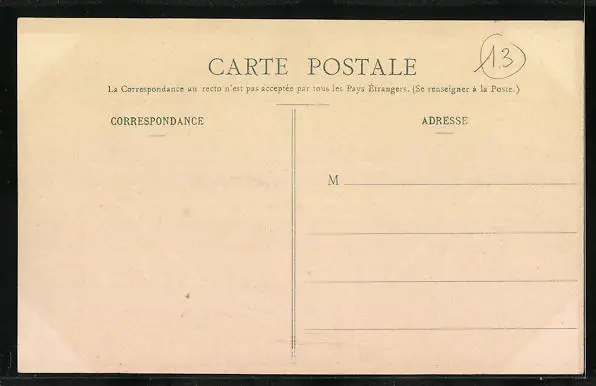 13
CARTE POSTALE
La Correspondance au recto n'est pas acceptée par tous les Pays Étrangers. (Se renseigner à la Poste.)
CORRESPONDANCE
ADRESSE
M